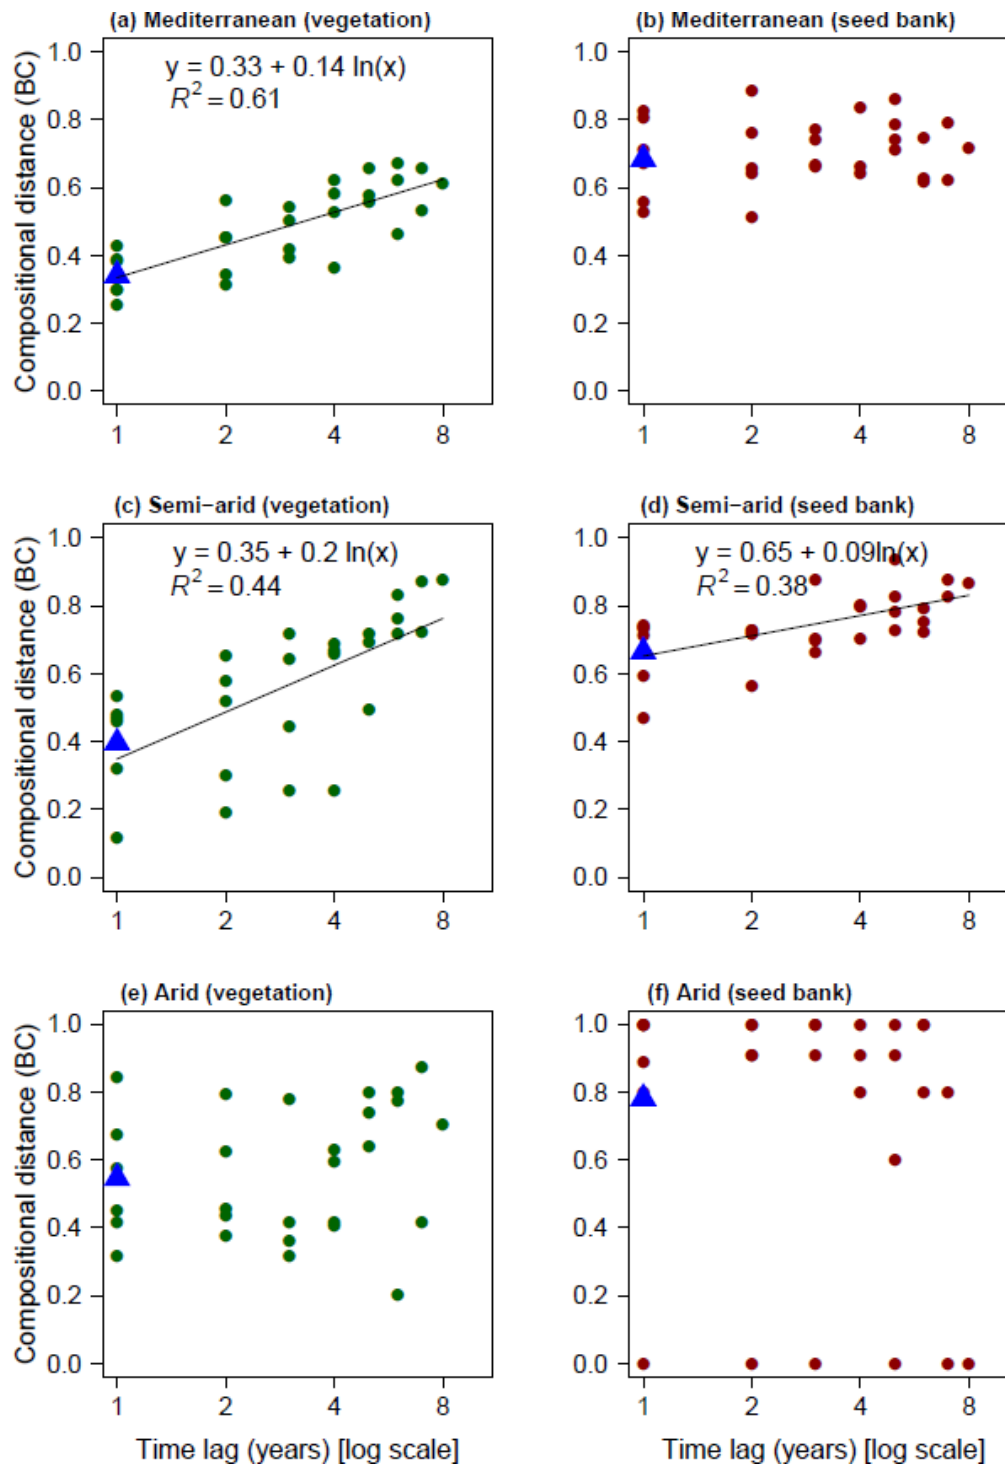 (a) Mediterranean (vegetation)
Compositional distance (BC)
1.0
0.8
0.6
0.4
0.2
0.0
y = 0.33 + 0.14 ln(x)
R² = 0.61
1 2 4 8
(b) Mediterranean (seed bank)
1.0
0.8
0.6
0.4
0.2
0.0
1 2 4 8
(c) Semi−arid (vegetation)
Compositional distance (BC)
1.0
0.8
0.6
0.4
0.2
0.0
y = 0.35 + 0.2 ln(x)
R² = 0.44
1 2 4 8
(d) Semi−arid (seed bank)
1.0
0.8
0.6
0.4
0.2
0.0
y = 0.65 + 0.09ln(x)
R² = 0.38
1 2 4 8
(e) Arid (vegetation)
Compositional distance (BC)
1.0
0.8
0.6
0.4
0.2
0.0
1 2 4 8
Time lag (years) [log scale]
(f) Arid (seed bank)
1.0
0.8
0.6
0.4
0.2
0.0
1 2 4 8
Time lag (years) [log scale]